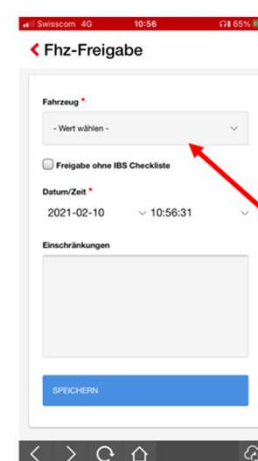 Swisscom 4G 10:56 65%
Fhz-Freigabe
Fahrzeug *
- Wert wählen -
Freigabe ohne IBS Checkliste
Datum/Zeit *
2021-02-10 10:56:31
Einschränkungen
SPEICHERN